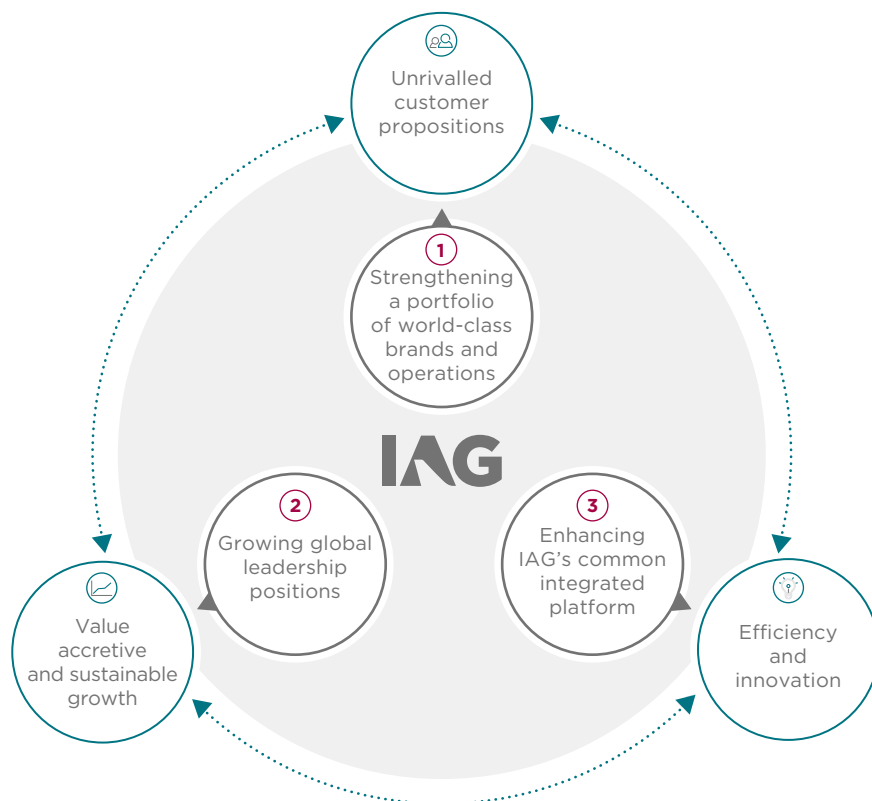 Unrivalled
customer
propositions
1
Strengthening
a portfolio
of world-class
brands and
operations
IAG
2
Growing global
leadership
positions
3
Enhancing
IAG's common
integrated
platform
Value
accretive
and sustainable
growth
Efficiency
and
innovation